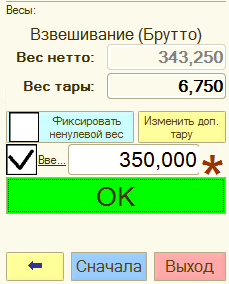 Весы:
Взвешивание (Брутто)
Вес нетто: 343,250
Вес тары: 6,750
Фиксировать ненулевой вес
Изменить доп. тару
Вве... 350,000 *
OK
Сначала Выход